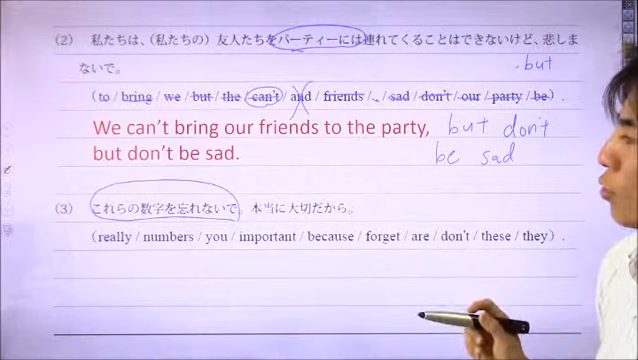 (2) 私たちは、(私たちの) 友人たちをパーティーには連れてくることはできないけど、悲しま
ないで。
. but
(to / bring / we / but / the / can't / and / friends / , / sad / don't / our / party / be) .
We can't bring our friends to the party, but don't
but don't be sad. be sad
(3) これらの数字を忘れないで。本当に大切だから。
(really / numbers / you / important / because / forget / are / don't / these / they) .